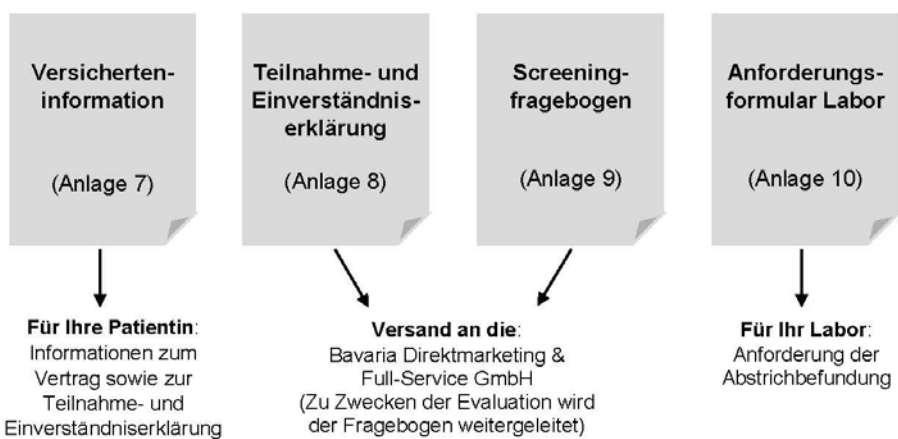 Versicherten-
information
(Anlage 7)
Teilnahme- und
Einverständnis-
erklärung
(Anlage 8)
Screening-
fragebogen
(Anlage 9)
Anforderungs-
formular Labor
(Anlage 10)
Für Ihre Patientin:
Informationen zum
Vertrag sowie zur
Teilnahme- und
Einverständniserklärung
Versand an die:
Bavaria Direktmarketing &
Full-Service GmbH
(Zu Zwecken der Evaluation wird
der Fragebogen weitergeleitet)
Für Ihr Labor:
Anforderung der
Abstrichbefundung